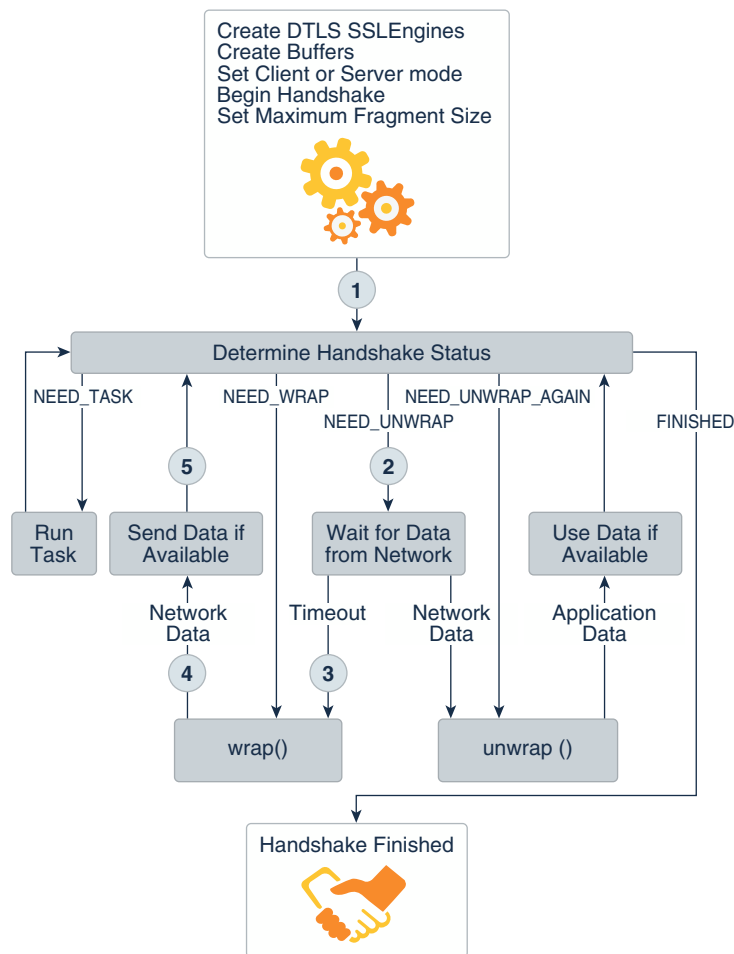 Create DTLS SSLEngines
Create Buffers
Set Client or Server mode
Begin Handshake
Set Maximum Fragment Size
1
Determine Handshake Status
NEED_TASK
NEED_WRAP
NEED_UNWRAP_AGAIN
NEED_UNWRAP
FINISHED
5
2
Run
Task
Send Data if
Available
Wait for Data
from Network
Use Data if
Available
Network
Data
Timeout
Network
Data
Application
Data
4
3
wrap()
unwrap ()
Handshake Finished